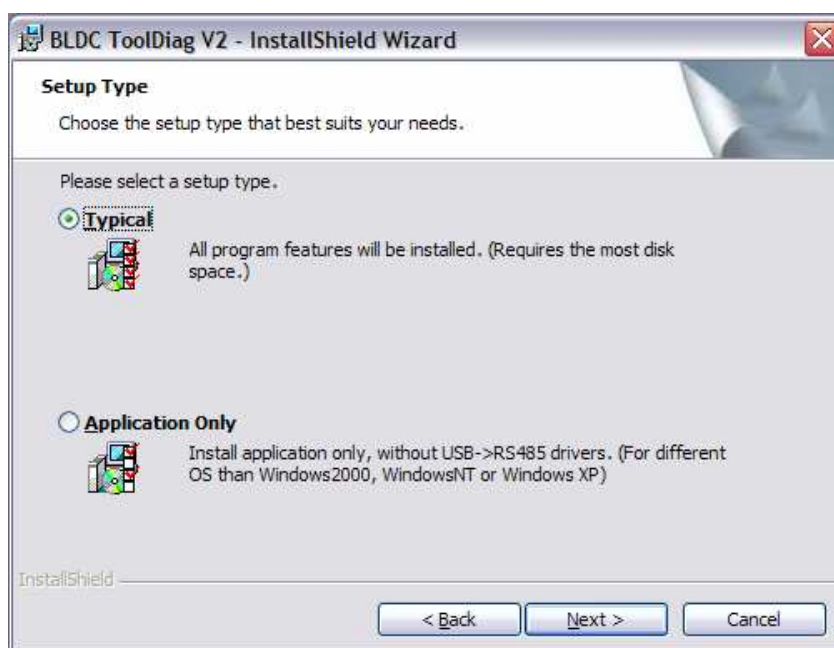 BLDC ToolDiag V2 - InstallShield Wizard
Setup Type
Choose the setup type that best suits your needs.
Please select a setup type.
Typical
All program features will be installed. (Requires the most disk
space.)
Application Only
Install application only, without USB->RS485 drivers. (For different
OS than Windows2000, WindowsNT or Windows XP)
InstallShield
< Back Next > Cancel